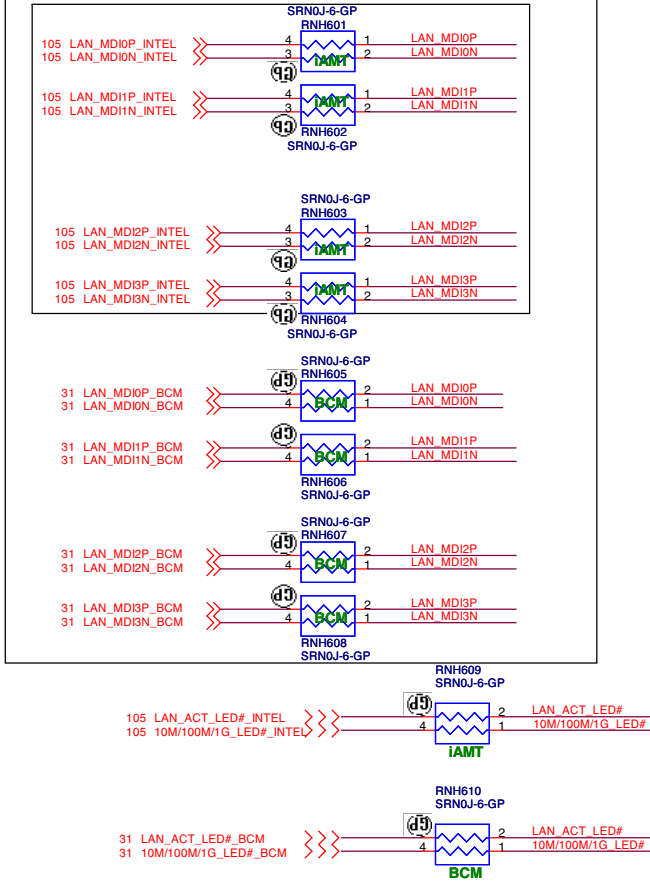 SRN0J-6-GP
RNH601
105 LAN_MDI0P_INTEL 4 1 LAN_MDI0P
105 LAN_MDI0N_INTEL 3 2 LAN_MDI0N
iAMT
GP
105 LAN_MDI1P_INTEL 4 1 LAN_MDI1P
105 LAN_MDI1N_INTEL 3 2 LAN_MDI1N
iAMT
GP
RNH602
SRN0J-6-GP
SRN0J-6-GP
RNH603
105 LAN_MDI2P_INTEL 4 1 LAN_MDI2P
105 LAN_MDI2N_INTEL 3 2 LAN_MDI2N
iAMT
GP
105 LAN_MDI3P_INTEL 4 1 LAN_MDI3P
105 LAN_MDI3N_INTEL 3 2 LAN_MDI3N
iAMT
GP
RNH604
SRN0J-6-GP
SRN0J-6-GP
RNH605
GP
31 LAN_MDI0P_BCM 2 LAN_MDI0P
31 LAN_MDI0N_BCM 4 1 LAN_MDI0N
BCM
GP
31 LAN_MDI1P_BCM 2 LAN_MDI1P
31 LAN_MDI1N_BCM 4 1 LAN_MDI1N
BCM
RNH606
SRN0J-6-GP
SRN0J-6-GP
RNH607
GP
31 LAN_MDI2P_BCM 2 LAN_MDI2P
31 LAN_MDI2N_BCM 4 1 LAN_MDI2N
BCM
GP
31 LAN_MDI3P_BCM 2 LAN_MDI3P
31 LAN_MDI3N_BCM 4 1 LAN_MDI3N
BCM
RNH608
SRN0J-6-GP
RNH609
SRN0J-6-GP
GP
105 LAN_ACT_LED#_INTEL 2 LAN_ACT_LED#
105 10M/100M/1G_LED#_INTEL 4 1 10M/100M/1G_LED#
iAMT
RNH610
SRN0J-6-GP
GP
31 LAN_ACT_LED#_BCM 2 LAN_ACT_LED#
31 10M/100M/1G_LED#_BCM 4 1 10M/100M/1G_LED#
BCM